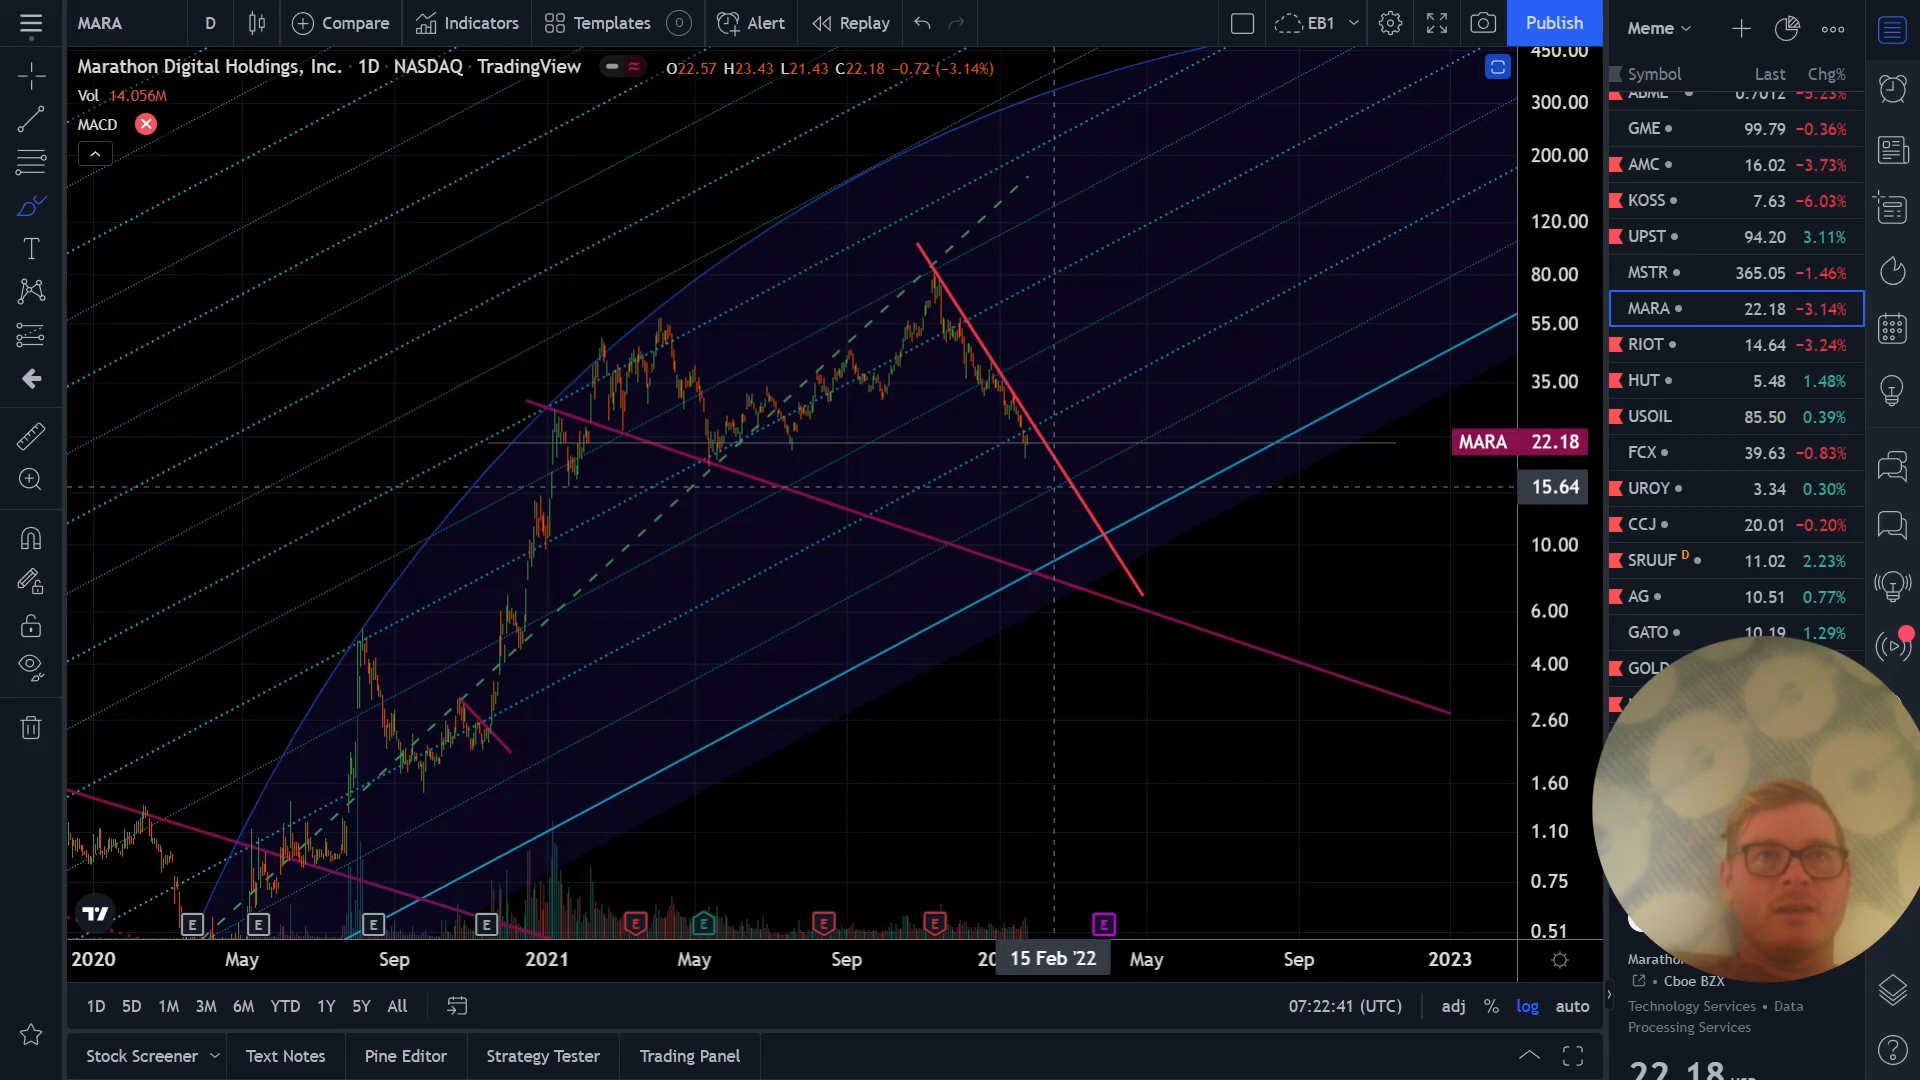 MARA D Compare Indicators Templates Alert Replay EB1 Publish
Meme
Marathon Digital Holdings, Inc. · 1D · NASDAQ · TradingView
O22.57 H23.43 L21.43 C22.18 −0.72 (−3.14%)
Vol 14.056M
MACD
450.00
300.00
200.00
120.00
80.00
55.00
35.00
MARA 22.18
15.64
10.00
6.00
4.00
2.60
1.60
1.10
0.75
0.51
E E E E E E E E E
2020 May Sep 2021 May Sep 15 Feb '22 May Sep 2023
1D 5D 1M 3M 6M YTD 1Y 5Y All
07:22:41 (UTC) adj % log auto
Stock Screener Text Notes Pine Editor Strategy Tester Trading Panel
Symbol Last Chg%
GME 99.79 −0.36%
AMC 16.02 −3.73%
KOSS 7.63 −6.03%
UPST 94.20 3.11%
MSTR 365.05 −1.46%
MARA 22.18 −3.14%
RIOT 14.64 −3.24%
HUT 5.48 1.48%
USOIL 85.50 0.39%
FCX 39.63 −0.83%
UROY 3.34 0.30%
CCJ 20.01 −0.20%
SRUUF D 11.02 2.23%
AG 10.51 0.77%
GATO 10.19 1.29%
GOLD
Cboe BZX
Technology Services • Data
Processing Services
22.18